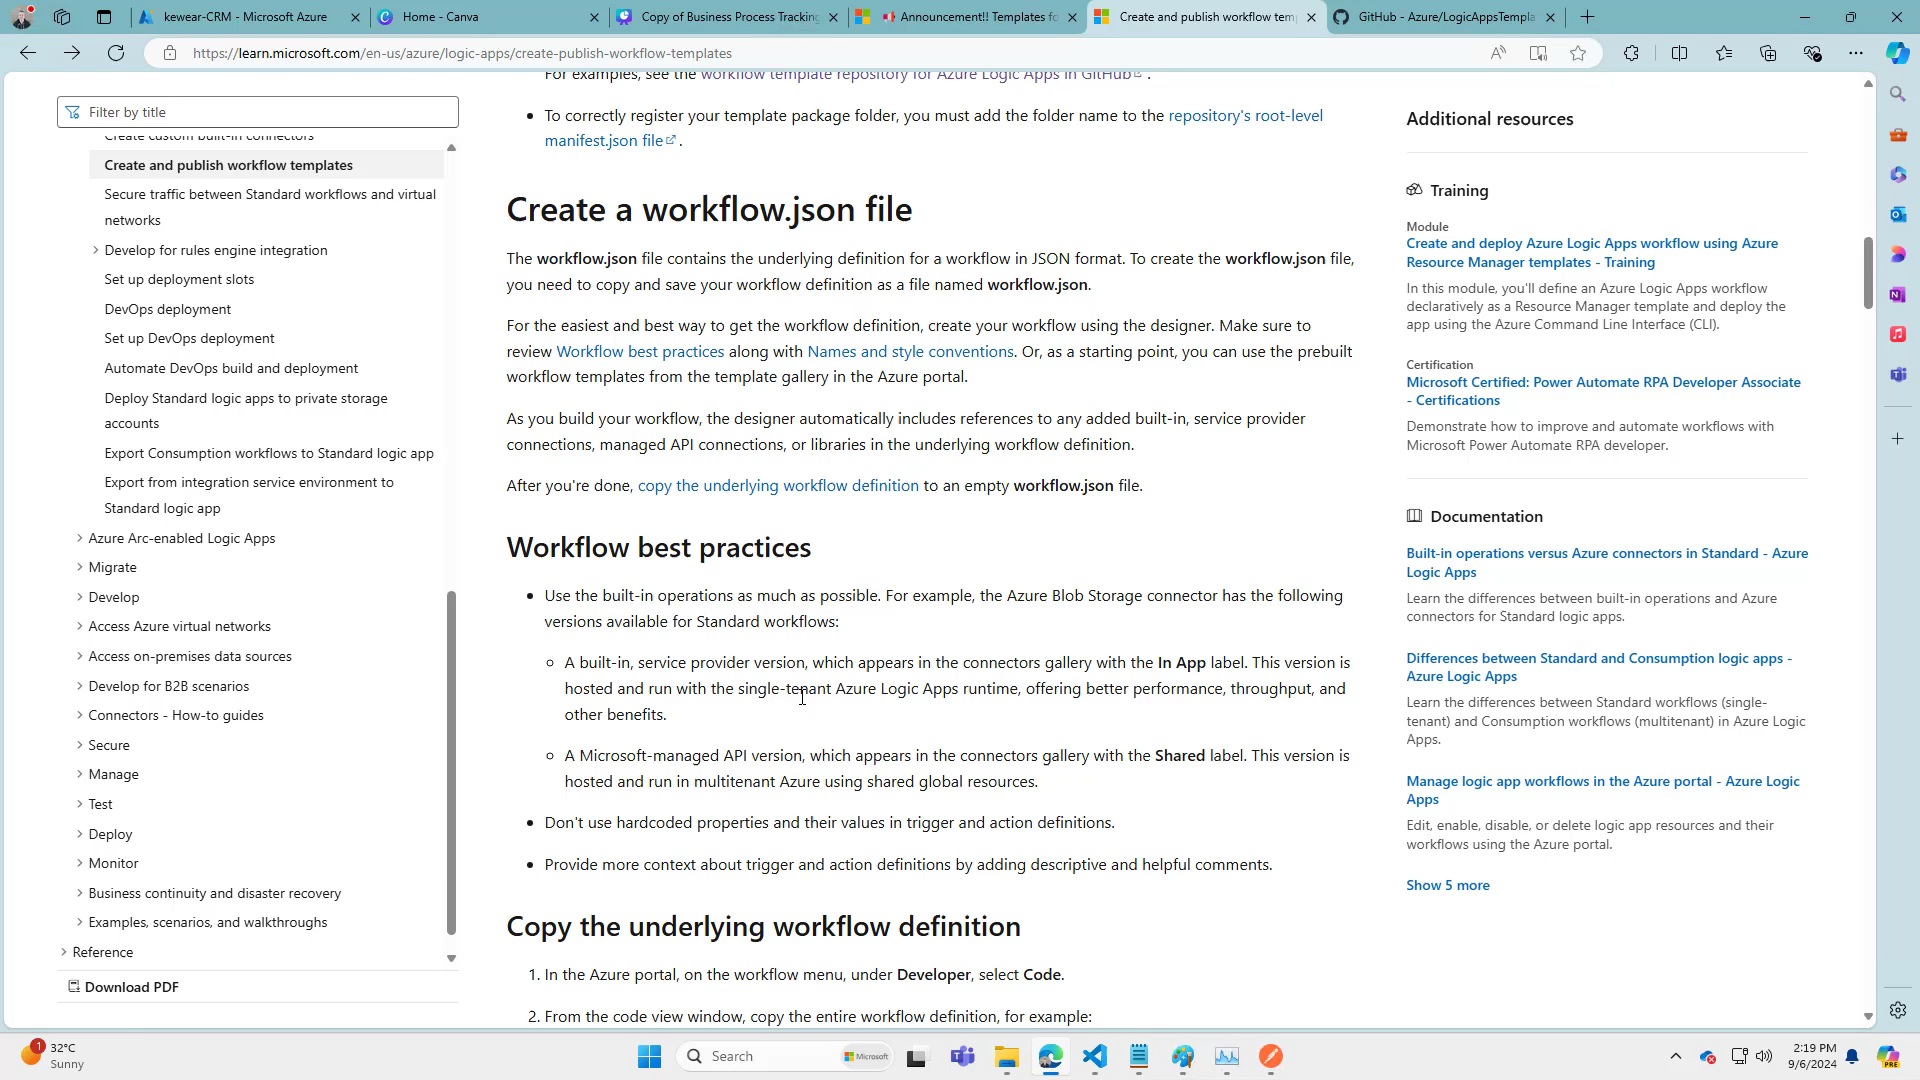 kewear-CRM - Microsoft Azure
Home - Canva
Copy of Business Process Tracking
Announcement!! Templates fo
Create and publish workflow tem
GitHub - Azure/LogicAppsTempla
https://learn.microsoft.com/en-us/azure/logic-apps/create-publish-workflow-templates
Filter by title
Create custom built-in connectors
Create and publish workflow templates
Secure traffic between Standard workflows and virtual
networks
Develop for rules engine integration
Set up deployment slots
DevOps deployment
Set up DevOps deployment
Automate DevOps build and deployment
Deploy Standard logic apps to private storage
accounts
Export Consumption workflows to Standard logic app
Export from integration service environment to
Standard logic app
Azure Arc-enabled Logic Apps
Migrate
Develop
Access Azure virtual networks
Access on-premises data sources
Develop for B2B scenarios
Connectors - How-to guides
Secure
Manage
Test
Deploy
Monitor
Business continuity and disaster recovery
Examples, scenarios, and walkthroughs
Reference
Download PDF
For examples, see the workflow template repository for Azure Logic Apps in GitHub.
• To correctly register your template package folder, you must add the folder name to the repository's root-level
manifest.json file.
Create a workflow.json file
The workflow.json file contains the underlying definition for a workflow in JSON format. To create the workflow.json file,
you need to copy and save your workflow definition as a file named workflow.json.
For the easiest and best way to get the workflow definition, create your workflow using the designer. Make sure to
review Workflow best practices along with Names and style conventions. Or, as a starting point, you can use the prebuilt
workflow templates from the template gallery in the Azure portal.
As you build your workflow, the designer automatically includes references to any added built-in, service provider
connections, managed API connections, or libraries in the underlying workflow definition.
After you're done, copy the underlying workflow definition to an empty workflow.json file.
Workflow best practices
• Use the built-in operations as much as possible. For example, the Azure Blob Storage connector has the following
versions available for Standard workflows:
○ A built-in, service provider version, which appears in the connectors gallery with the In App label. This version is
hosted and run with the single-tenant Azure Logic Apps runtime, offering better performance, throughput, and
other benefits.
○ A Microsoft-managed API version, which appears in the connectors gallery with the Shared label. This version is
hosted and run in multitenant Azure using shared global resources.
• Don't use hardcoded properties and their values in trigger and action definitions.
• Provide more context about trigger and action definitions by adding descriptive and helpful comments.
Copy the underlying workflow definition
1. In the Azure portal, on the workflow menu, under Developer, select Code.
2. From the code view window, copy the entire workflow definition, for example:
Additional resources
Training
Module
Create and deploy Azure Logic Apps workflow using Azure
Resource Manager templates - Training
In this module, you'll define an Azure Logic Apps workflow
declaratively as a Resource Manager template and deploy the
app using the Azure Command Line Interface (CLI).
Certification
Microsoft Certified: Power Automate RPA Developer Associate
- Certifications
Demonstrate how to improve and automate workflows with
Microsoft Power Automate RPA developer.
Documentation
Built-in operations versus Azure connectors in Standard - Azure
Logic Apps
Learn the differences between built-in operations and Azure
connectors for Standard logic apps.
Differences between Standard and Consumption logic apps -
Azure Logic Apps
Learn the differences between Standard workflows (single-
tenant) and Consumption workflows (multitenant) in Azure Logic
Apps.
Manage logic app workflows in the Azure portal - Azure Logic
Apps
Edit, enable, disable, or delete logic app resources and their
workflows using the Azure portal.
Show 5 more
1
32°C
Sunny
Search
Microsoft
2:19 PM
9/6/2024
PRE